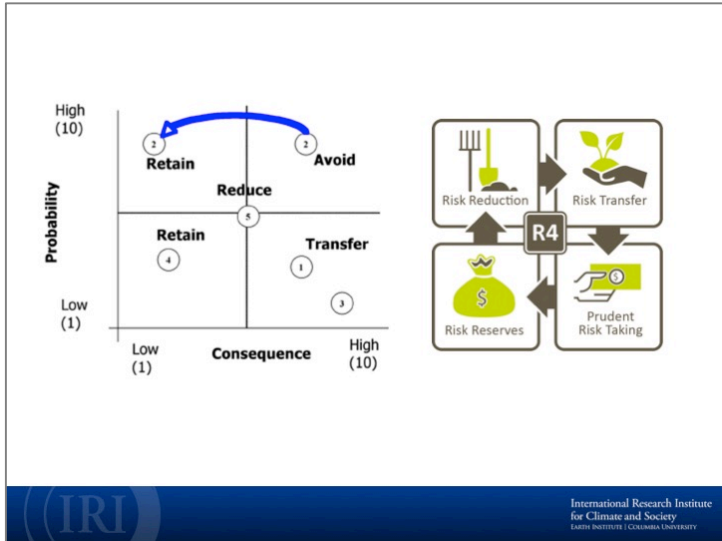 High
(10)
2
Retain
2
Avoid
Reduce
5
Probability
Retain
4
Transfer
1
3
Low
(1)
Low
(1)
Consequence
High
(10)
Risk Reduction
Risk Transfer
R4
$
Risk Reserves
$
Prudent
Risk Taking
IRI
International Research Institute
for Climate and Society
EARTH INSTITUTE | COLUMBIA UNIVERSITY